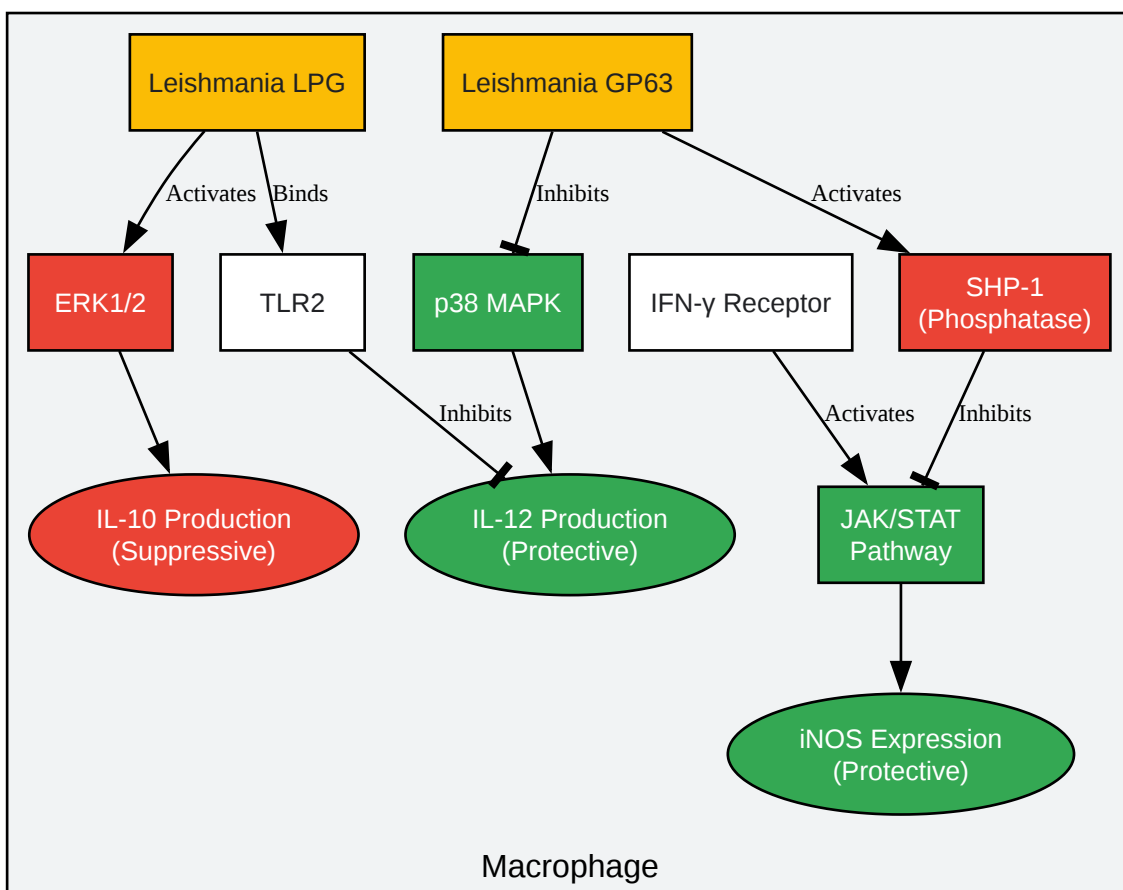 Leishmania LPG
Leishmania GP63
Activates
Binds
Inhibits
Activates
ERK1/2
TLR2
p38 MAPK
IFN-γ Receptor
SHP-1
(Phosphatase)
Inhibits
Activates
Inhibits
IL-10 Production
(Suppressive)
IL-12 Production
(Protective)
JAK/STAT
Pathway
iNOS Expression
(Protective)
Macrophage